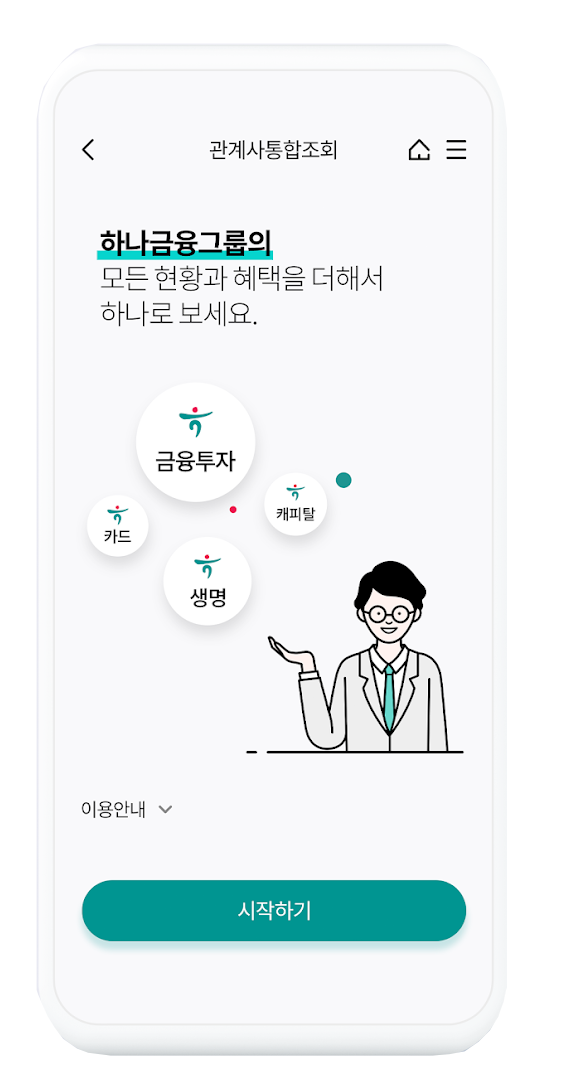 관계사통합조회
하나금융그룹의
모든 현황과 혜택을 더해서
하나로 보세요.
금융투자
캐피탈
카드
생명
이용안내
시작하기